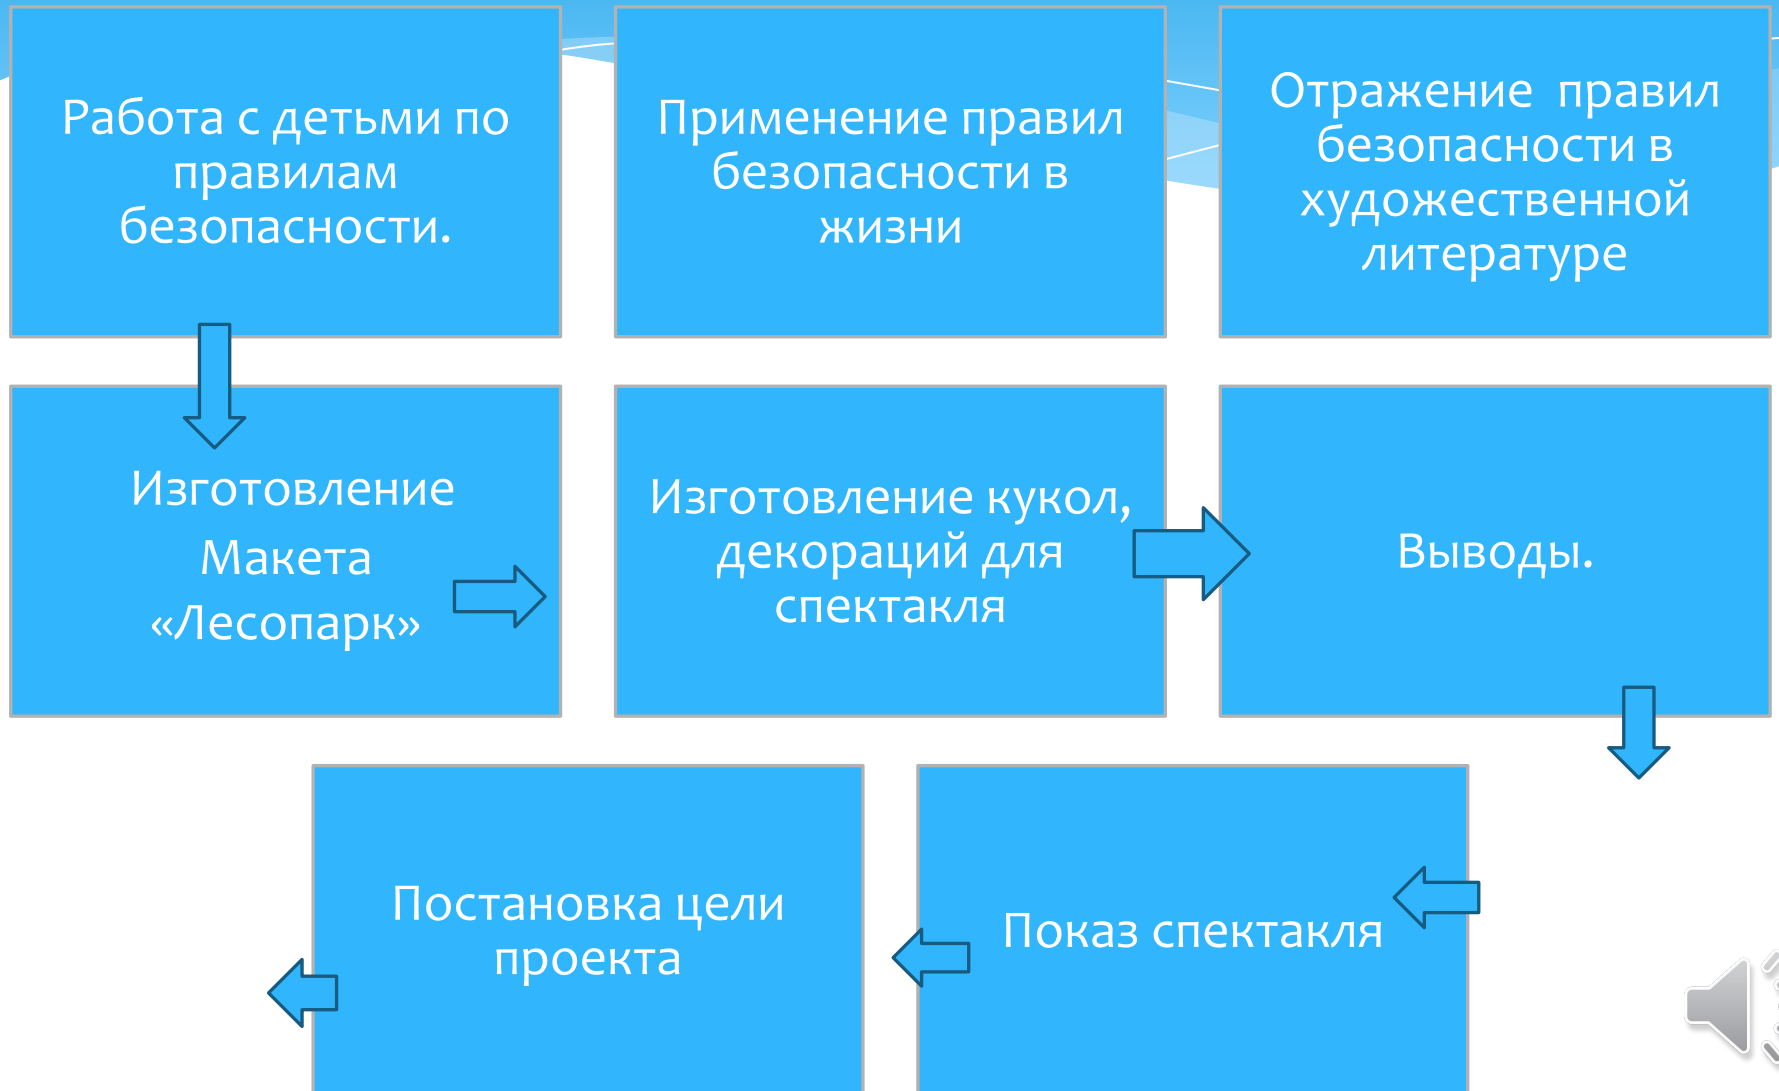 Работа с детьми по
правилам
безопасности.
Применение правил
безопасности в
жизни
Отражение правил
безопасности в
художественной
литературе
Изготовление
Макета
«Лесопарк»
Изготовление кукол,
декораций для
спектакля
Выводы.
Постановка цели
проекта
Показ спектакля